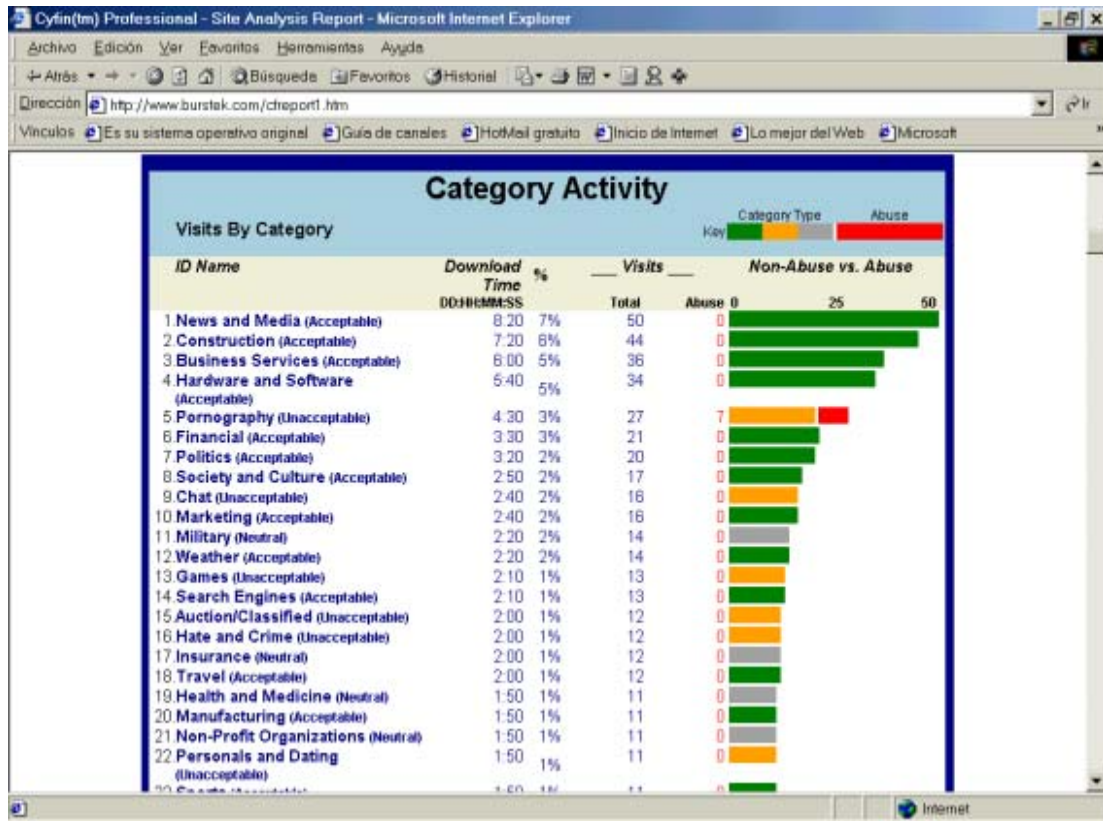 Cyfin(tm) Professional - Site Analysis Report - Microsoft Internet Explorer
Archivo Edición Ver Favoritos Herramientas Ayuda
Atrás Búsqueda Favoritos Historial
Dirección http://www.burstek.com/cfreport1.htm Ir
Vínculos Es su sistema operativo original Guía de canales HotMail gratuito Inicio de Internet Lo mejor del Web Microsoft
Category Activity
Category Type Abuse
Visits By Category Key
ID Name Download % ___ Visits ___ Non-Abuse vs. Abuse
Time
DD:HH:MM:SS Total Abuse 0 25 50
1. News and Media (Acceptable) 8:20 7% 50 0
2. Construction (Acceptable) 7:20 6% 44 0
3. Business Services (Acceptable) 6:00 5% 36 0
4. Hardware and Software 5:40 5% 34 0
(Acceptable)
5. Pornography (Unacceptable) 4:30 3% 27 7
6. Financial (Acceptable) 3:30 3% 21 0
7. Politics (Acceptable) 3:20 2% 20 0
8. Society and Culture (Acceptable) 2:50 2% 17 0
9. Chat (Unacceptable) 2:40 2% 16 0
10. Marketing (Acceptable) 2:40 2% 16 0
11. Military (Neutral) 2:20 2% 14 0
12. Weather (Acceptable) 2:20 2% 14 0
13. Games (Unacceptable) 2:10 1% 13 0
14. Search Engines (Acceptable) 2:10 1% 13 0
15. Auction/Classified (Unacceptable) 2:00 1% 12 0
16. Hate and Crime (Unacceptable) 2:00 1% 12 0
17. Insurance (Neutral) 2:00 1% 12 0
18. Travel (Acceptable) 2:00 1% 12 0
19. Health and Medicine (Neutral) 1:50 1% 11 0
20. Manufacturing (Acceptable) 1:50 1% 11 0
21. Non-Profit Organizations (Neutral) 1:50 1% 11 0
22. Personals and Dating 1:50 1% 11 0
(Unacceptable)
Internet